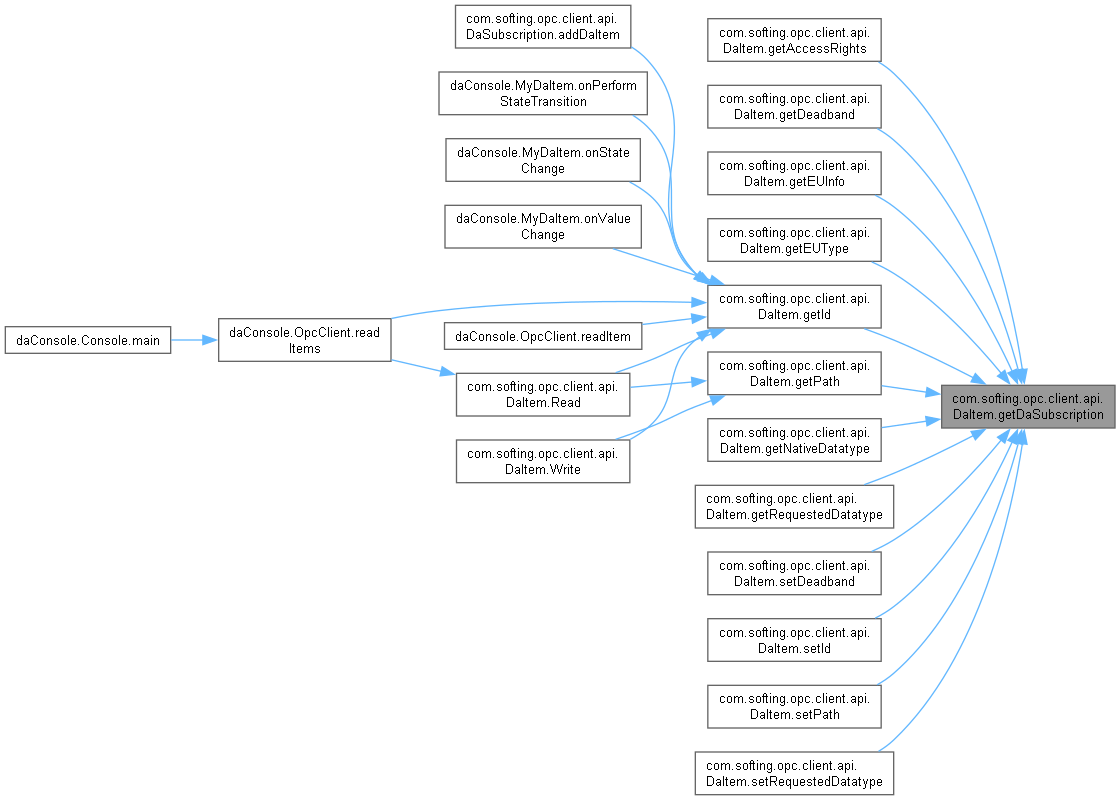 com.softing.opc.client.api.
DaSubscription.addDaItem
daConsole.MyDaItem.onPerform
StateTransition
daConsole.MyDaItem.onState
Change
daConsole.MyDaItem.onValue
Change
daConsole.Console.main
daConsole.OpcClient.read
Items
daConsole.OpcClient.readItem
com.softing.opc.client.api.
DaItem.Read
com.softing.opc.client.api.
DaItem.Write
com.softing.opc.client.api.
DaItem.getAccessRights
com.softing.opc.client.api.
DaItem.getDeadband
com.softing.opc.client.api.
DaItem.getEUInfo
com.softing.opc.client.api.
DaItem.getEUType
com.softing.opc.client.api.
DaItem.getId
com.softing.opc.client.api.
DaItem.getPath
com.softing.opc.client.api.
DaItem.getNativeDatatype
com.softing.opc.client.api.
DaItem.getRequestedDatatype
com.softing.opc.client.api.
DaItem.setDeadband
com.softing.opc.client.api.
DaItem.setId
com.softing.opc.client.api.
DaItem.setPath
com.softing.opc.client.api.
DaItem.setRequestedDatatype
com.softing.opc.client.api.
DaItem.getDaSubscription